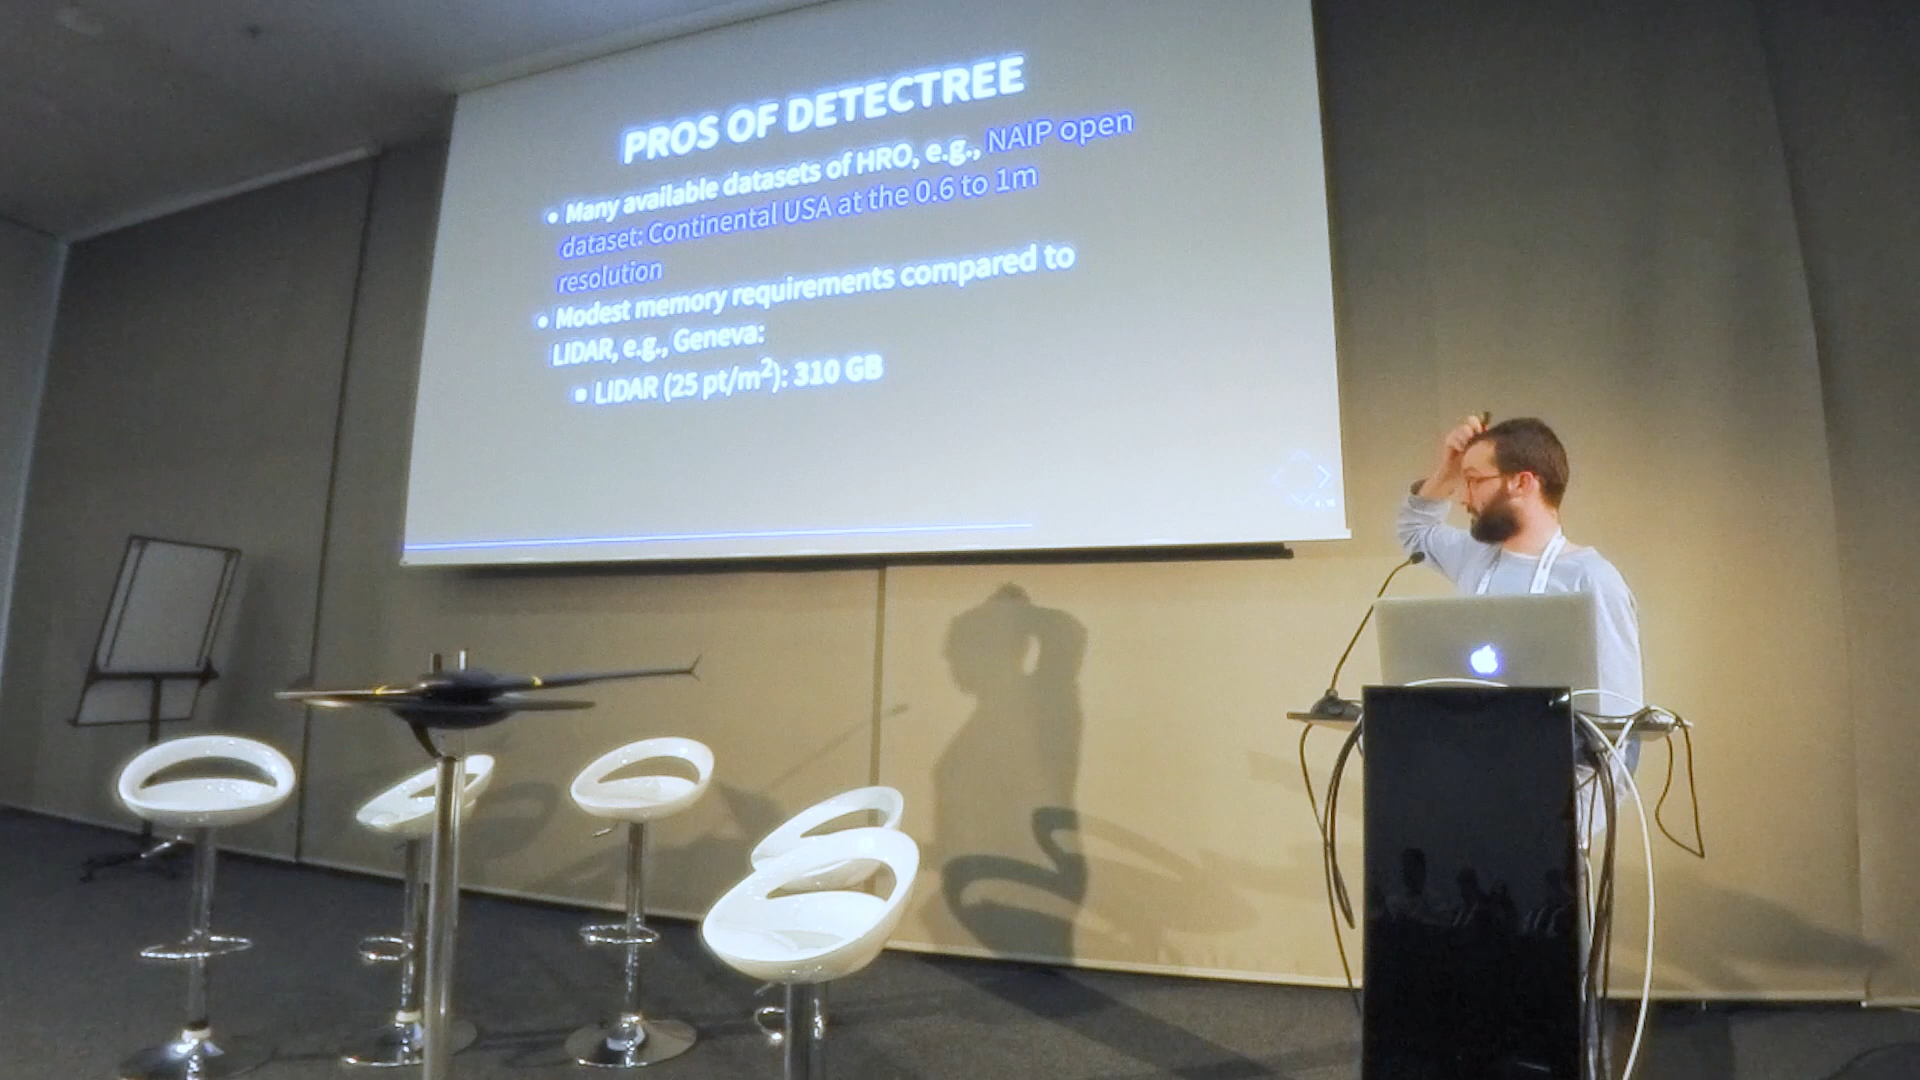 PROS OF DETECTREE
• Many available datasets of HRO, e.g., NAIP open
dataset: Continental USA at the 0.6 to 1m
resolution
• Modest memory requirements compared to
LIDAR, e.g., Geneva:
▪ LIDAR (25 pt/m²): 310 GB